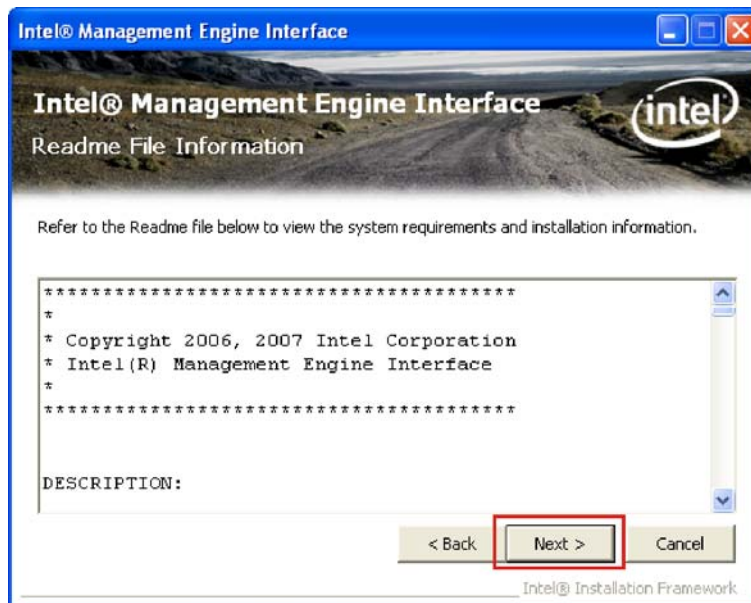 Intel® Management Engine Interface
Intel® Management Engine Interface
intel
Readme File Information
Refer to the Readme file below to view the system requirements and installation information.
****************************************
*
* Copyright 2006, 2007 Intel Corporation
* Intel(R) Management Engine Interface
*
****************************************
DESCRIPTION:
< Back Next > Cancel
Intel® Installation Framework